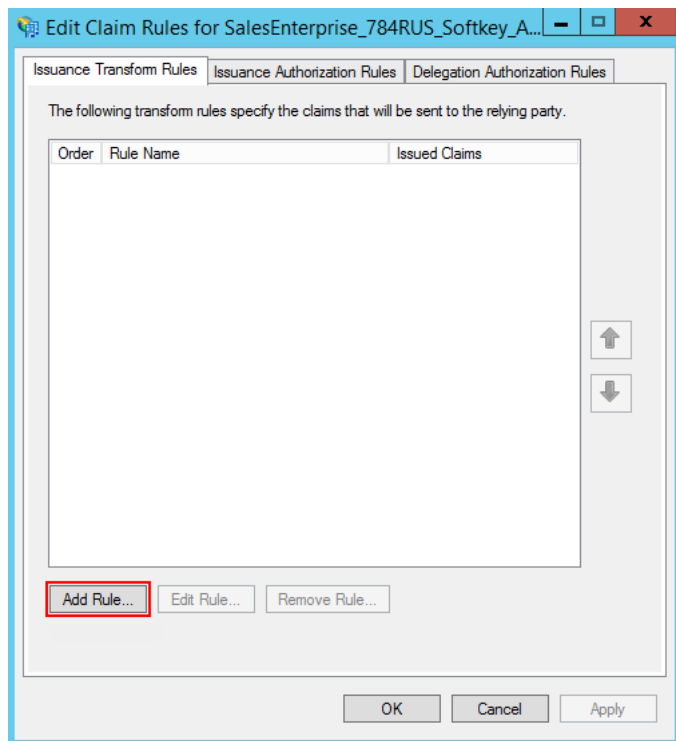 Edit Claim Rules for SalesEnterprise_784RUS_Softkey_A...
Issuance Transform Rules Issuance Authorization Rules Delegation Authorization Rules
The following transform rules specify the claims that will be sent to the relying party.
Order Rule Name Issued Claims
Add Rule... Edit Rule... Remove Rule...
OK Cancel Apply